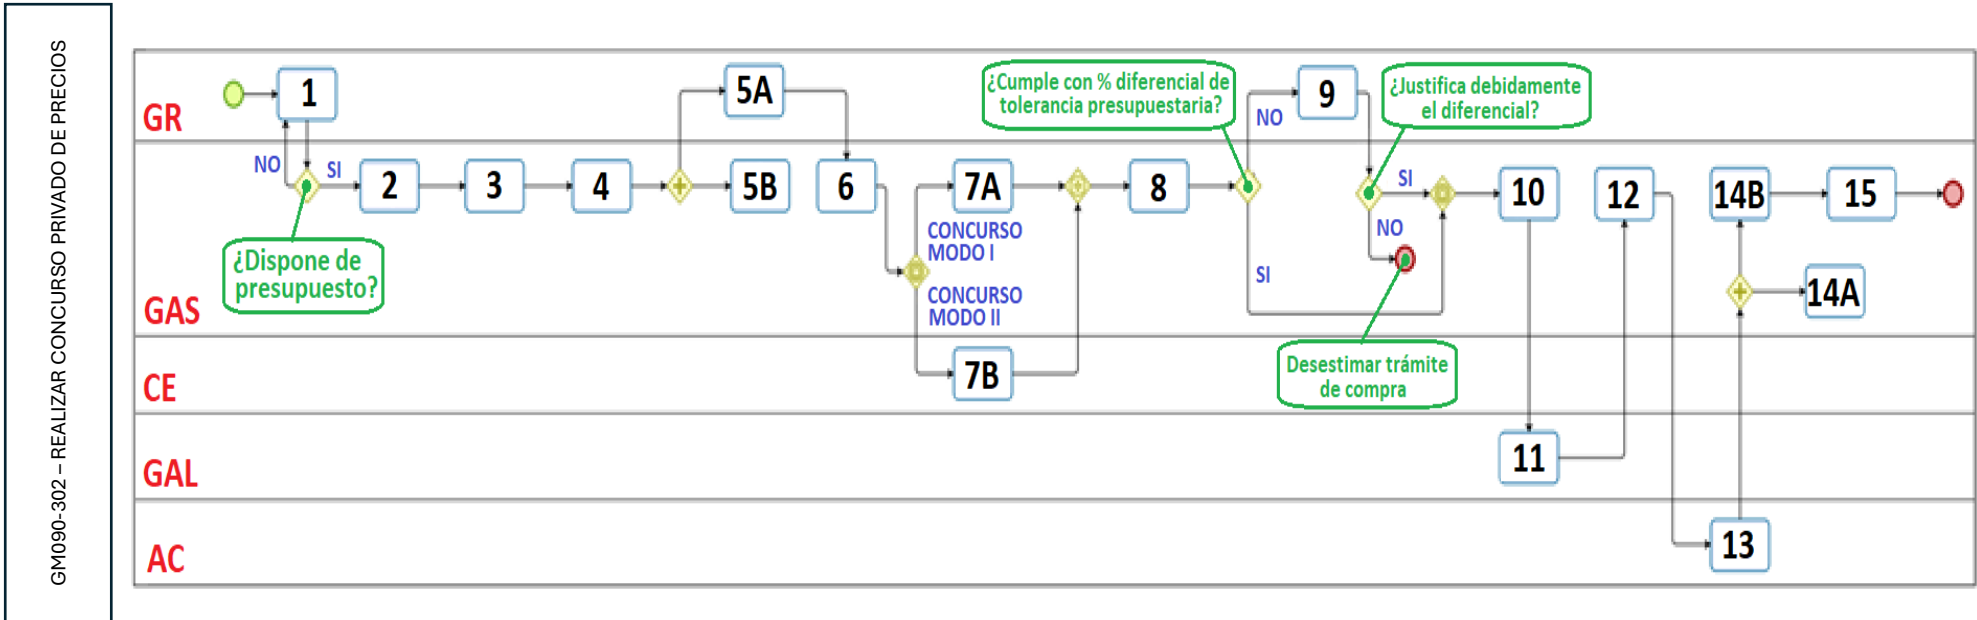 GM090-302 – REALIZAR CONCURSO PRIVADO DE PRECIOS
GR
1
5A
¿Cumple con % diferencial de
tolerancia presupuestaria?
NO
9
¿Justifica debidamente
el diferencial?
GAS
NO
SI
¿Dispone de
presupuesto?
2
3
4
5B
6
7A
CONCURSO
MODO I
CONCURSO
MODO II
8
SI
SI
NO
10
12
14B
15
14A
CE
7B
Desestimar trámite
de compra
GAL
11
AC
13